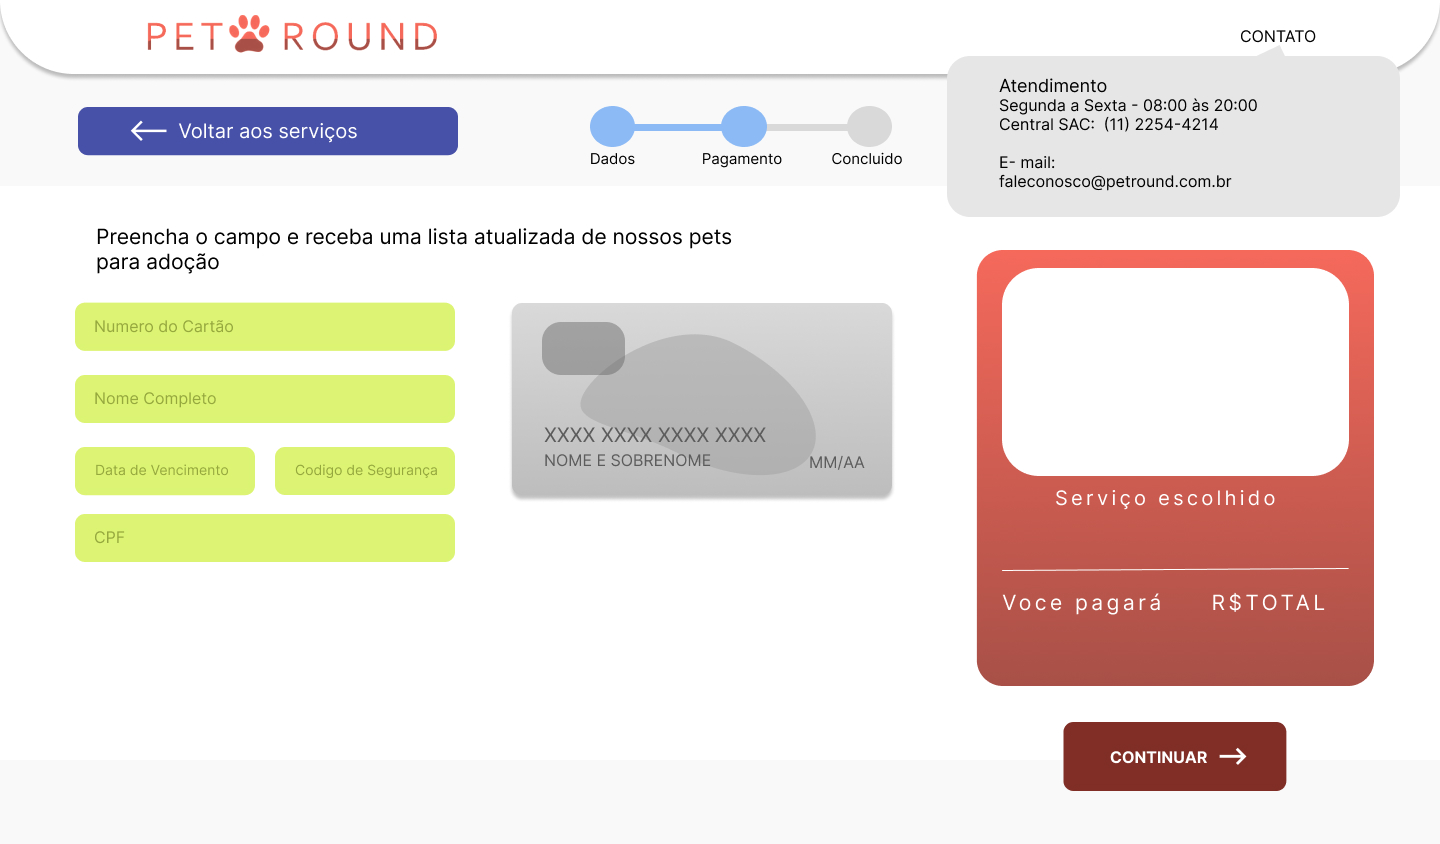 PET ROUND
CONTATO
Atendimento
Segunda a Sexta - 08:00 às 20:00
Central SAC: (11) 2254-4214
E- mail:
faleconosco@petround.com.br
Voltar aos serviços
Dados
Pagamento
Concluido
Preencha o campo e receba uma lista atualizada de nossos pets
para adoção
Numero do Cartão
Nome Completo
Data de Vencimento
Codigo de Segurança
CPF
XXXX XXXX XXXX XXXX
NOME E SOBRENOME
MM/AA
Serviço escolhido
Voce pagará
R$TOTAL
CONTINUAR